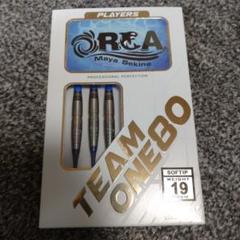 PLAYERS
ORCA
Maya Sekine
PROFESSIONAL PERFECTION
TEAM
ONE80
SOFTIP
WEIGHT
19